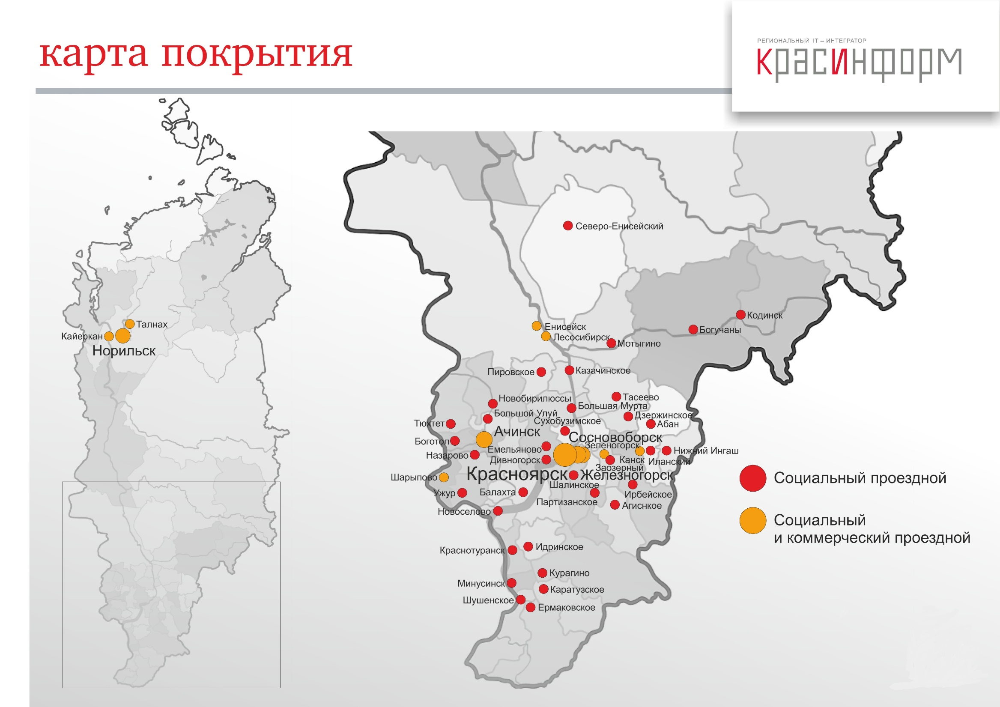 карта покрытия
РЕГИОНАЛЬНЫЙ IT – ИНТЕГРАТОР
красинформ
Талнах
Кайеркан
Норильск
Северо-Енисейский
Кодинск
Енисейск
Богучаны
Лесосибирск
Мотыгино
Пировское
Казачинское
Новобирилюссы
Тасеево
Большая Мурта
Большой Улуй
Дзержинское
Сухобузимское
Тюхтет
Абан
Ачинск
Сосновоборск
Боготол
Зеленогорск
Емельяново
Нижний Ингаш
Назарово
Дивногорск
Канск
Иланский
Заозерный
Красноярск
Железногорск
Шарыпово
Шалинское
Ужур
Балахта
Ирбейское
Партизанское
Агиснкое
Новоселово
Идринское
Краснотуранск
Курагино
Минусинск
Каратузское
Шушенское
Ермаковское
Социальный проездной
Социальный
и коммерческий проездной